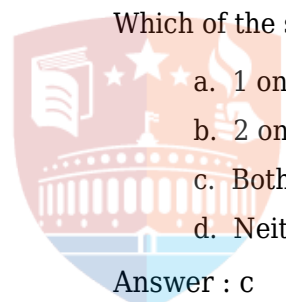 Which of the
a. 1 on
b. 2 on
c. Both
d. Neit
Answer : c